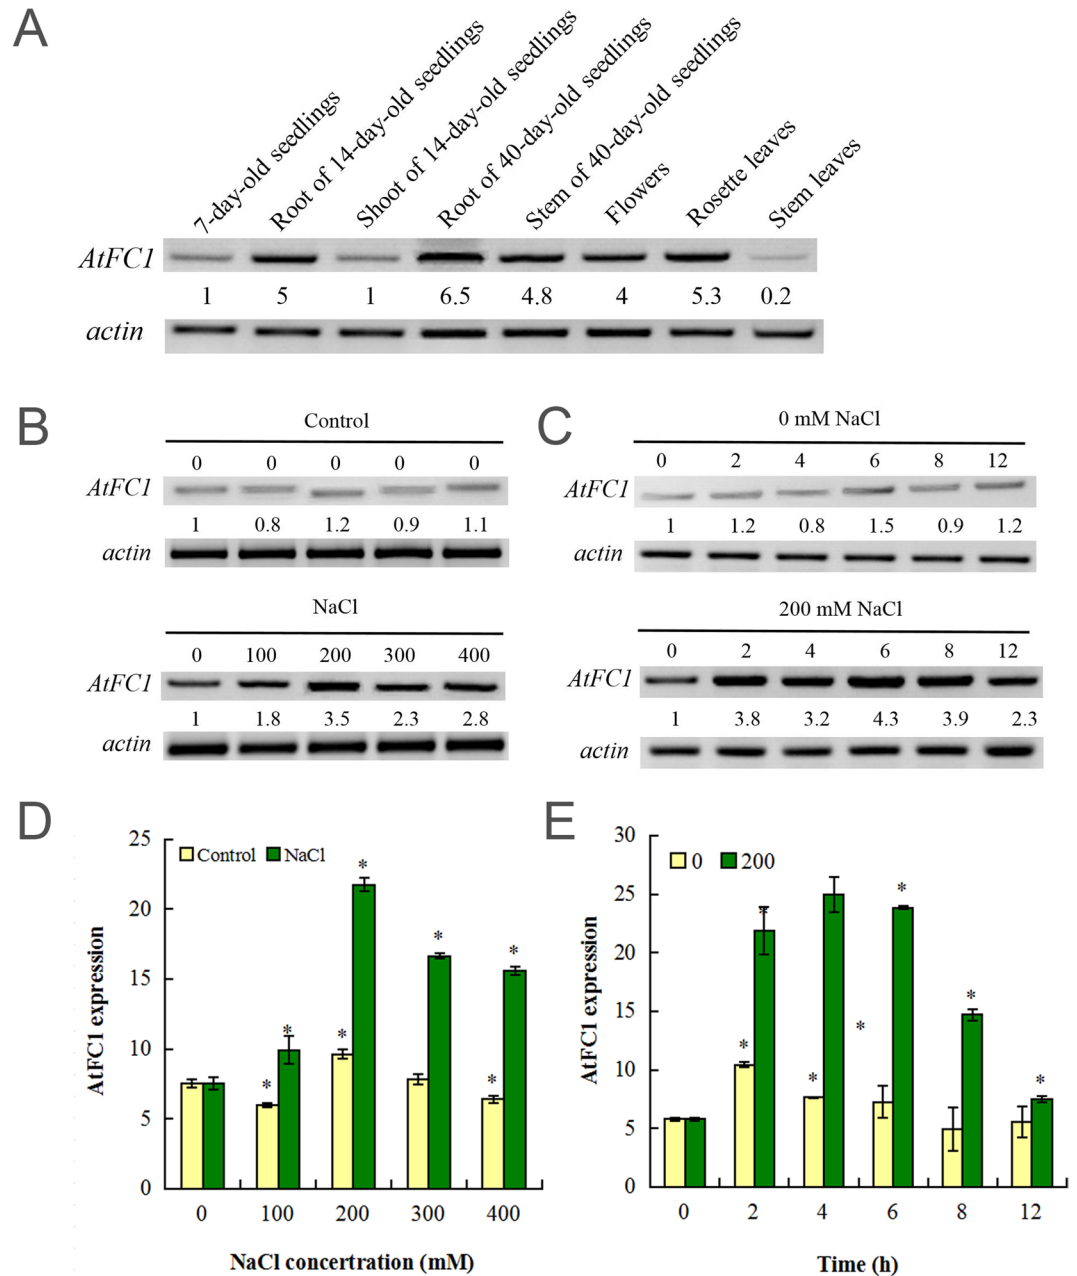 A
7-day-old seedlings
Root of 14-day-old seedlings
Shoot of 14-day-old seedlings
Root of 40-day-old seedlings
Stem of 40-day-old seedlings
Flowers
Rosette leaves
Stem leaves
AtFC1
1 5 1 6.5 4.8 4 5.3 0.2
actin
B
Control
0 0 0 0 0
AtFC1
1 0.8 1.2 0.9 1.1
actin
NaCl
0 100 200 300 400
AtFC1
1 1.8 3.5 2.3 2.8
actin
C
0 mM NaCl
0 2 4 6 8 12
AtFC1
1 1.2 0.8 1.5 0.9 1.2
actin
200 mM NaCl
0 2 4 6 8 12
AtFC1
1 3.8 3.2 4.3 3.9 2.3
actin
D
Control NaCl
25
20
15
10
5
0
AtFC1 expression
* * * * * * *
0 100 200 300 400
NaCl concertration (mM)
E
0 200
30
25
20
15
10
5
0
AtFC1 expression
* * * * * * *
0 2 4 6 8 12
Time (h)